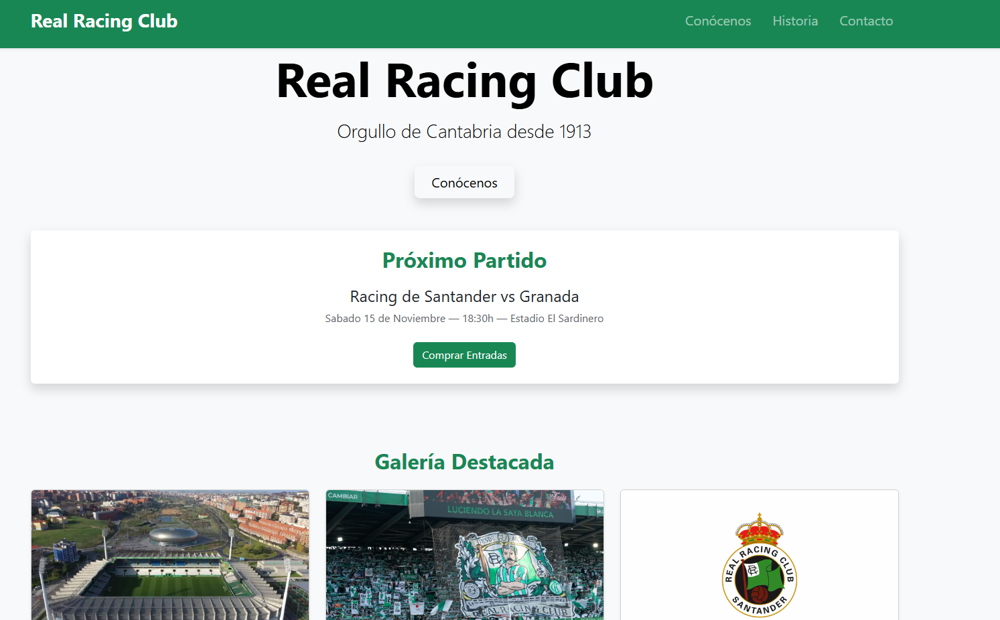 Real Racing Club
Conócenos Historia Contacto
Real Racing Club
Orgullo de Cantabria desde 1913
Conócenos
Próximo Partido
Racing de Santander vs Granada
Sabado 15 de Noviembre — 18:30h — Estadio El Sardinero
Comprar Entradas
Galería Destacada
CAMBIAR
LUCIENDO LA SAYA BLANCA
REAL RACING CLUB
SANTANDER